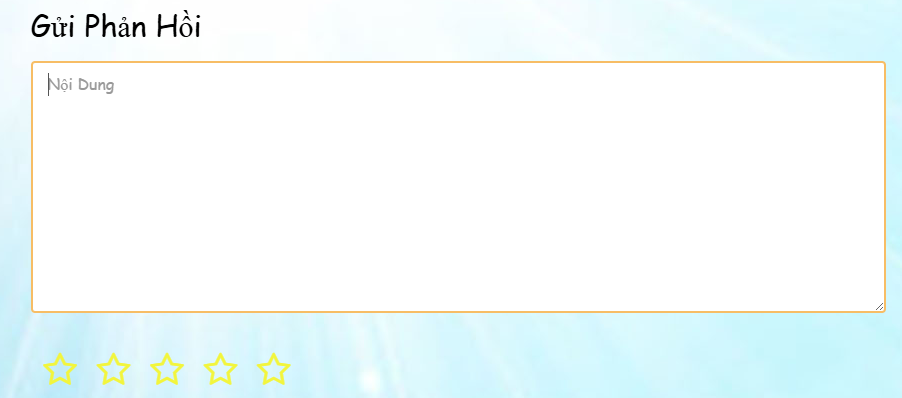 Gửi Phản Hồi
Nội Dung